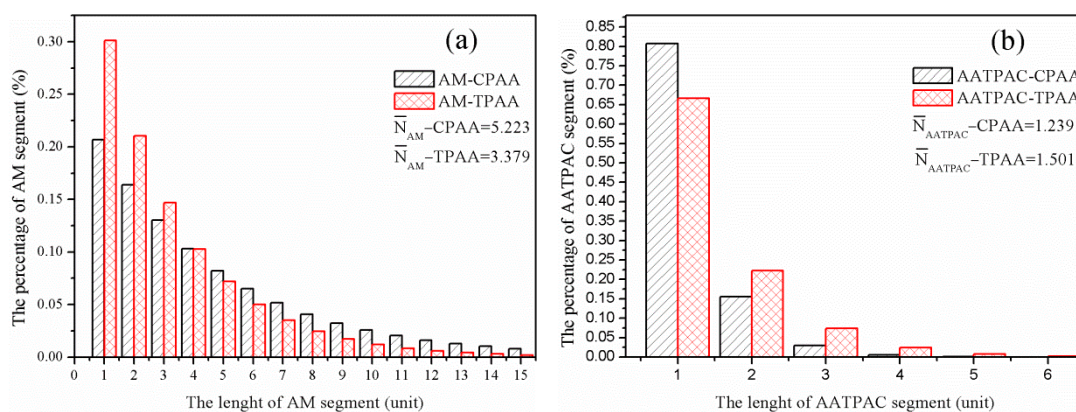 (a)
AM-CPAA
AM-TPAA
N̅AM–CPAA=5.223
N̅AM–TPAA=3.379
The percentage of AM segment (%)
0.30
0.25
0.20
0.15
0.10
0.05
0.00
0 1 2 3 4 5 6 7 8 9 10 11 12 13 14 15
The lenght of AM segment (unit)
(b)
AATPAC-CPAA
AATPAC-TPAA
N̅AATPAC–CPAA=1.239
N̅AATPAC–TPAA=1.501
The percentage of AATPAC segment (%)
0.85
0.80
0.75
0.70
0.65
0.60
0.55
0.50
0.45
0.40
0.35
0.30
0.25
0.20
0.15
0.10
0.05
0.00
1 2 3 4 5 6
The lenght of AATPAC segment (unit)